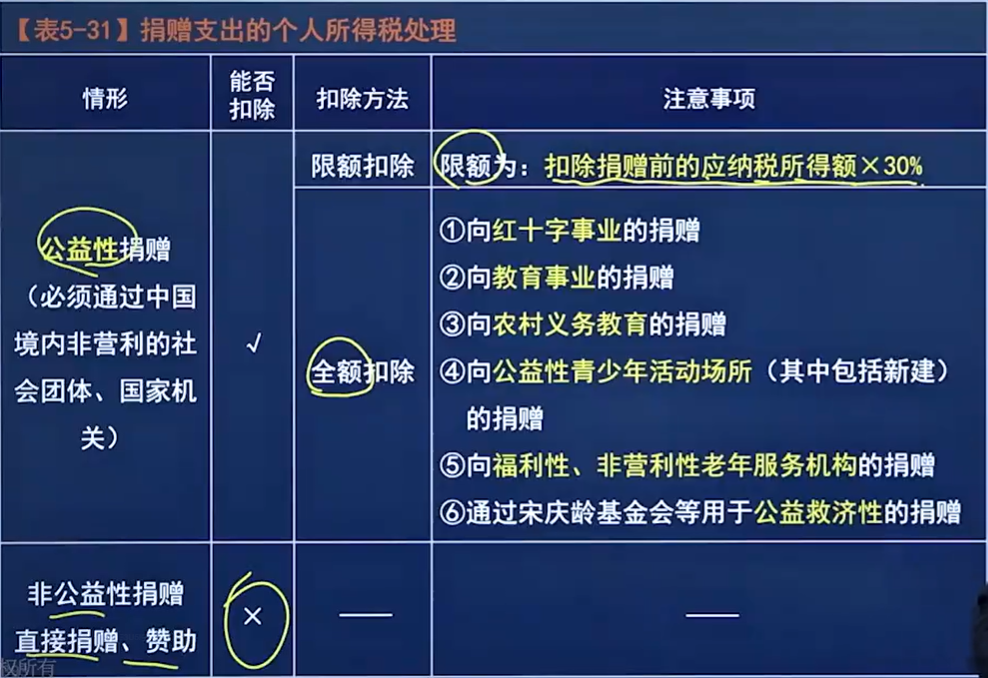 【表5-31】捐赠支出的个人所得税处理
情形
能否
扣除
扣除方法
注意事项
公益性捐赠
（必须通过中国
境内非营利的社
会团体、国家机
关）
√
限额扣除
限额为：扣除捐赠前的应纳税所得额×30%
全额扣除
①向红十字事业的捐赠
②向教育事业的捐赠
③向农村义务教育的捐赠
④向公益性青少年活动场所（其中包括新建）
的捐赠
⑤向福利性、非营利性老年服务机构的捐赠
⑥通过宋庆龄基金会等用于公益救济性的捐赠
非公益性捐赠
直接捐赠、赞助
×
——
——
权所有